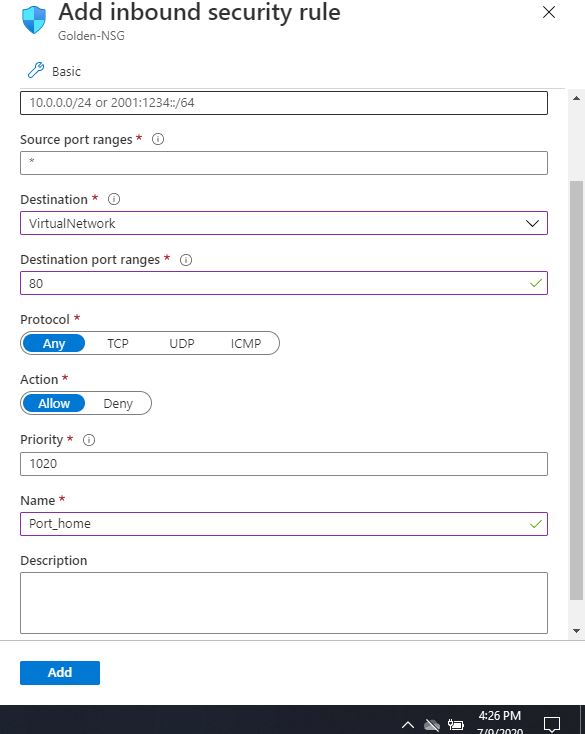 Add inbound security rule
Golden-NSG
Basic
10.0.0.0/24 or 2001:1234::/64
Source port ranges *
*
Destination *
VirtualNetwork
Destination port ranges *
80
Protocol *
Any TCP UDP ICMP
Action *
Allow Deny
Priority *
1020
Name *
Port_home
Description
Add
4:26 PM
7/9/2020